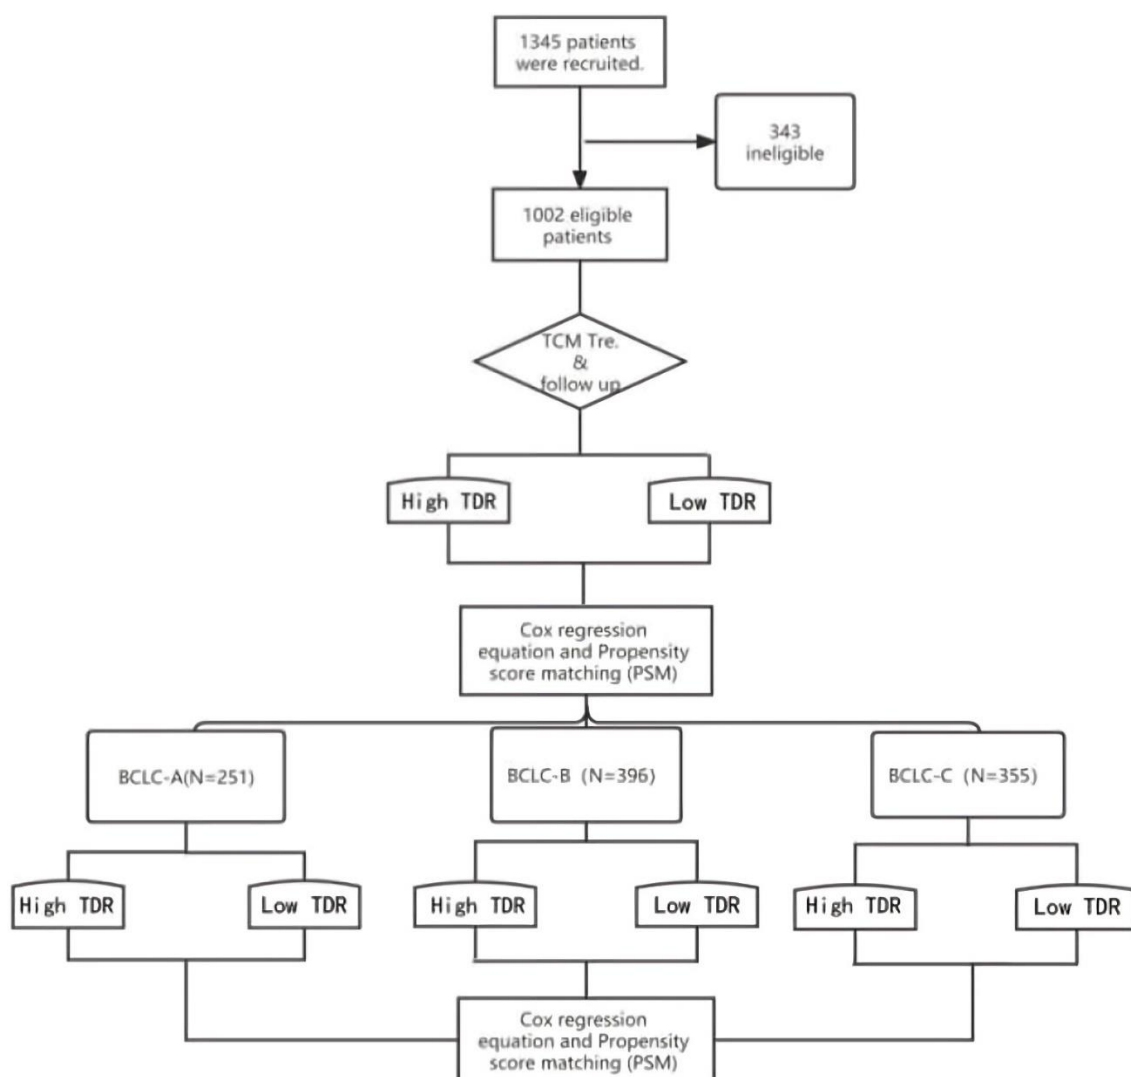 1345 patients
were recruited.
343
ineligible
1002 eligible
patients
TCM Tre.
&
follow up
High TDR
Low TDR
Cox regression
equation and Propensity
score matching (PSM)
BCLC-A(N=251)
BCLC-B (N=396)
BCLC-C (N=355)
High TDR
Low TDR
High TDR
Low TDR
High TDR
Low TDR
Cox regression
equation and Propensity
score matching (PSM)